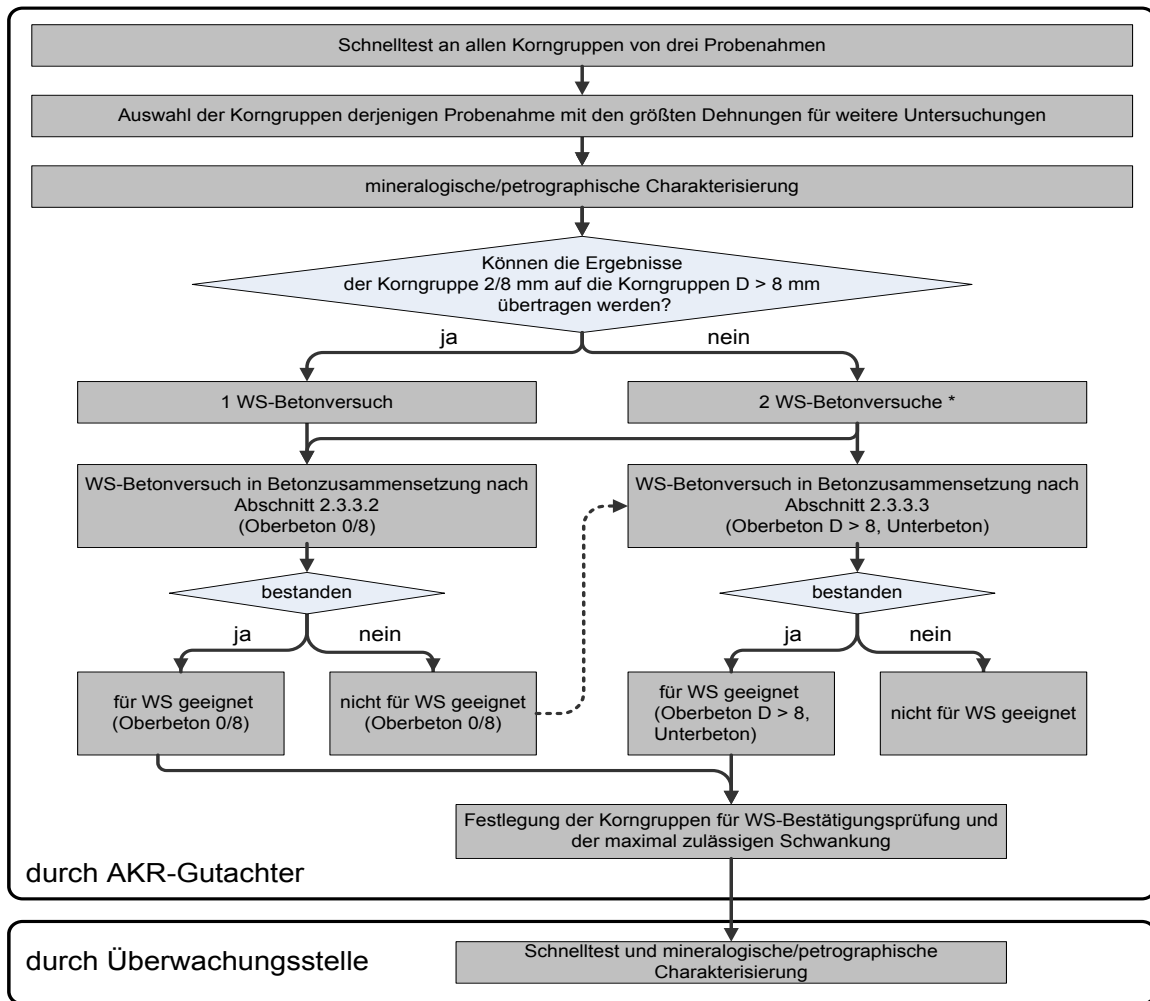 Schnelltest an allen Korngruppen von drei Probenahmen
Auswahl der Korngruppen derjenigen Probenahme mit den größten Dehnungen für weitere Untersuchungen
mineralogische/petrographische Charakterisierung
Können die Ergebnisse
der Korngruppe 2/8 mm auf die Korngruppen D > 8 mm
übertragen werden?
ja
nein
1 WS-Betonversuch
2 WS-Betonversuche *
WS-Betonversuch in Betonzusammensetzung nach
Abschnitt 2.3.3.2
(Oberbeton 0/8)
WS-Betonversuch in Betonzusammensetzung nach
Abschnitt 2.3.3.3
(Oberbeton D > 8, Unterbeton)
bestanden
bestanden
ja
nein
ja
nein
für WS geeignet
(Oberbeton 0/8)
nicht für WS geeignet
(Oberbeton 0/8)
für WS geeignet
(Oberbeton D > 8,
Unterbeton)
nicht für WS geeignet
Festlegung der Korngruppen für WS-Bestätigungsprüfung und
der maximal zulässigen Schwankung
durch AKR-Gutachter
durch Überwachungsstelle
Schnelltest und mineralogische/petrographische
Charakterisierung